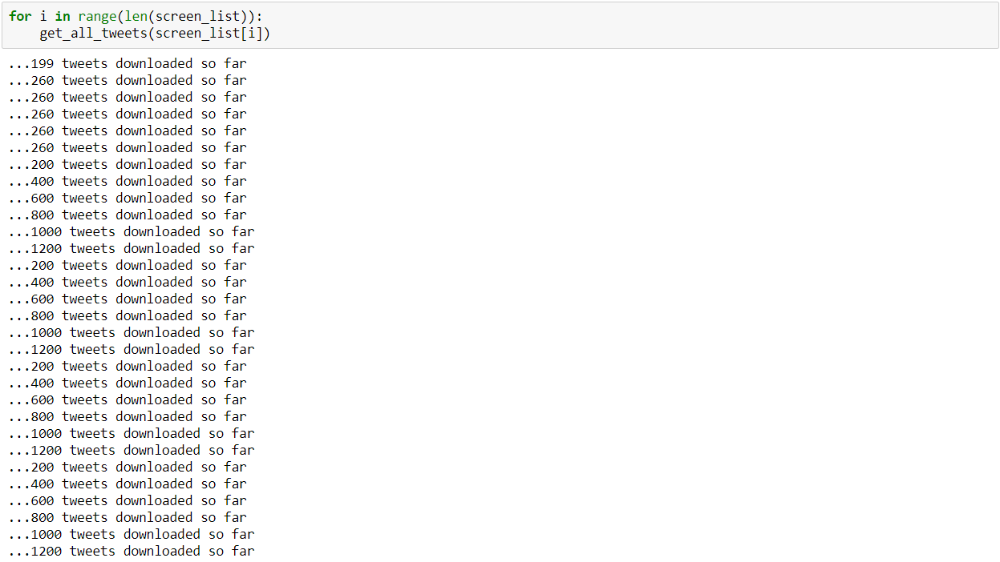 for i in range(len(screen_list)):
    get_all_tweets(screen_list[i])
...199 tweets downloaded so far
...260 tweets downloaded so far
...260 tweets downloaded so far
...260 tweets downloaded so far
...260 tweets downloaded so far
...260 tweets downloaded so far
...200 tweets downloaded so far
...400 tweets downloaded so far
...600 tweets downloaded so far
...800 tweets downloaded so far
...1000 tweets downloaded so far
...1200 tweets downloaded so far
...200 tweets downloaded so far
...400 tweets downloaded so far
...600 tweets downloaded so far
...800 tweets downloaded so far
...1000 tweets downloaded so far
...1200 tweets downloaded so far
...200 tweets downloaded so far
...400 tweets downloaded so far
...600 tweets downloaded so far
...800 tweets downloaded so far
...1000 tweets downloaded so far
...1200 tweets downloaded so far
...200 tweets downloaded so far
...400 tweets downloaded so far
...600 tweets downloaded so far
...800 tweets downloaded so far
...1000 tweets downloaded so far
...1200 tweets downloaded so far